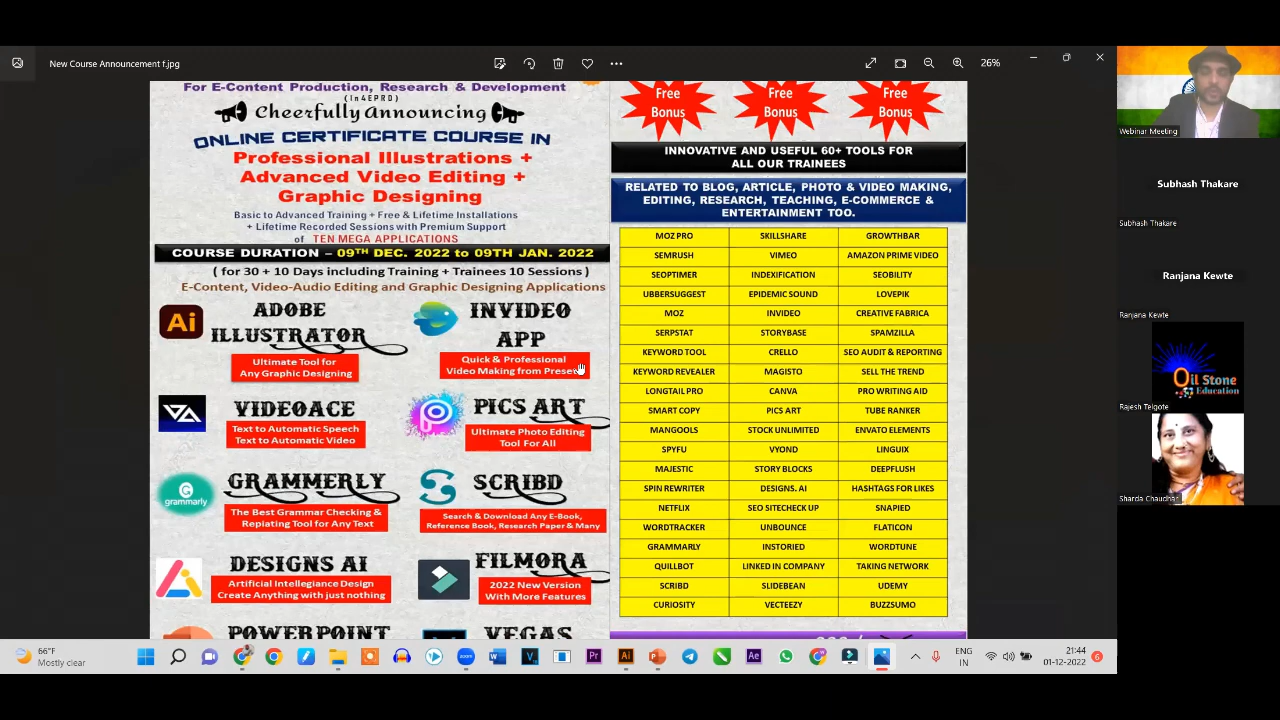 New Course Announcement f.jpg
26%
For E-Content Production, Research & Development
(In4EPRD)
Cheerfully Announcing
ONLINE CERTIFICATE COURSE IN
Professional Illustrations +
Advanced Video Editing +
Graphic Designing
Basic to Advanced Training + Free & Lifetime Installations
+ Lifetime Recorded Sessions with Premium Support
of TEN MEGA APPLICATIONS
COURSE DURATION – 09TH DEC. 2022 to 09TH JAN. 2022
( for 30 + 10 Days including Training + Trainees 10 Sessions )
E-Content, Video-Audio Editing and Graphic Designing Applications
Ai
ADOBE
ILLUSTRATOR
Ultimate Tool for
Any Graphic Designing
INVIDEO
APP
Quick & Professional
Video Making from Preset
VIDEOACE
Text to Automatic Speech
Text to Automatic Video
PICS ART
Ultimate Photo Editing
Tool For All
grammarly
GRAMMERLY
The Best Grammar Checking &
Replating Tool for Any Text
SCRIBD
Search & Download Any E-Book,
Reference Book, Research Paper & Many
DESIGNS AI
Artificial Intellegiance Design
Create Anything with just nothing
FILMORA
2022 New Version
With More Features
POWERPOINT
VEGAS
Free Bonus
Free Bonus
Free Bonus
INNOVATIVE AND USEFUL 60+ TOOLS FOR
ALL OUR TRAINEES
RELATED TO BLOG, ARTICLE, PHOTO & VIDEO MAKING,
EDITING, RESEARCH, TEACHING, E-COMMERCE &
ENTERTAINMENT TOO.
MOZ PRO SKILLSHARE GROWTHBAR
SEMRUSH VIMEO AMAZON PRIME VIDEO
SEOPTIMER INDEXIFICATION SEOBILITY
UBBERSUGGEST EPIDEMIC SOUND LOVEPIK
MOZ INVIDEO CREATIVE FABRICA
SERPSTAT STORYBASE SPAMZILLA
KEYWORD TOOL CRELLO SEO AUDIT & REPORTING
KEYWORD REVEALER MAGISTO SELL THE TREND
LONGTAIL PRO CANVA PRO WRITING AID
SMART COPY PICS ART TUBE RANKER
MANGOOLS STOCK UNLIMITED ENVATO ELEMENTS
SPYFU VYOND LINGUIX
MAJESTIC STORY BLOCKS DEEPFLUSH
SPIN REWRITER DESIGNS. AI HASHTAGS FOR LIKES
NETFLIX SEO SITECHECK UP SNAPIED
WORDTRACKER UNBOUNCE FLATICON
GRAMMARLY INSTORIED WORDTUNE
QUILLBOT LINKED IN COMPANY TAKING NETWORK
SCRIBD SLIDEBEAN UDEMY
CURIOSITY VECTEEZY BUZZSUMO
Webinar Meeting
Subhash Thakare
Subhash Thakare
Ranjana Kewte
Ranjana Kewte
Oil Stone
Education
Rajesh Telgote
Sharda Chaudhari
66°F
Mostly clear
ENG
IN
21:44
01-12-2022
6